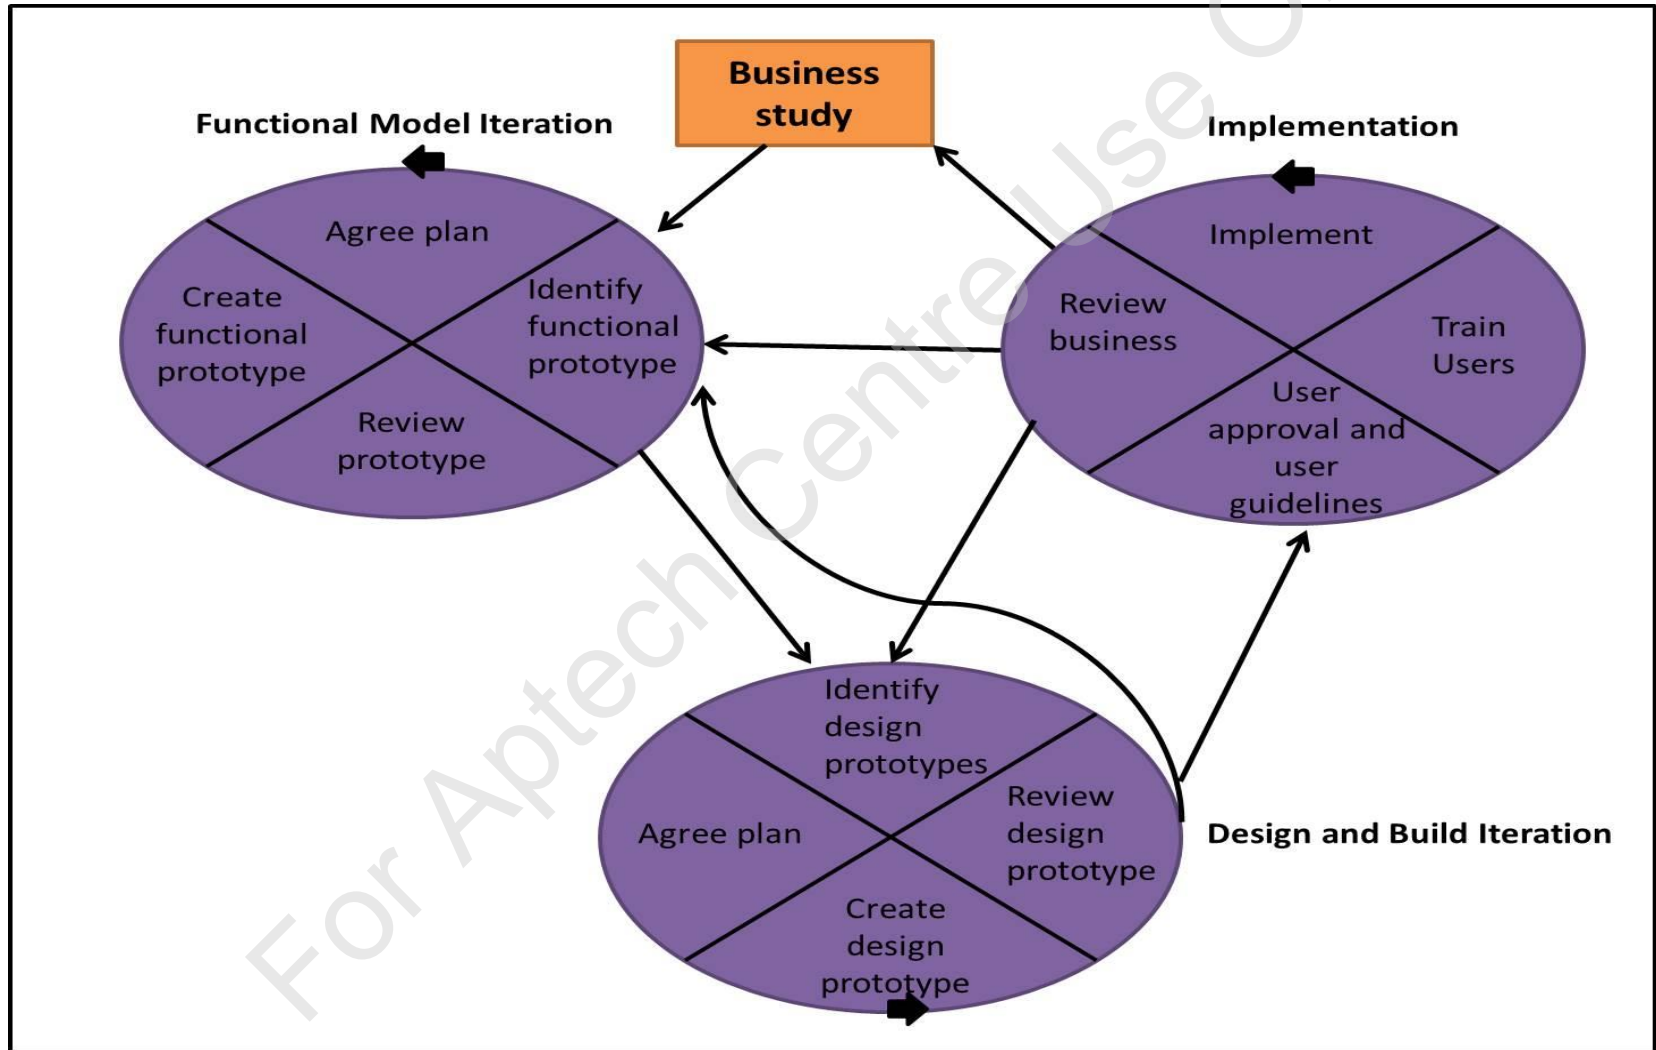 Business
study
Functional Model Iteration
Implementation
Agree plan
Create
functional
prototype
Identify
functional
prototype
Review
prototype
Implement
Review
business
Train
Users
User
approval and
user
guidelines
Identify
design
prototypes
Agree plan
Review
design
prototype
Create
design
prototype
Design and Build Iteration
For Aptech Centre Use